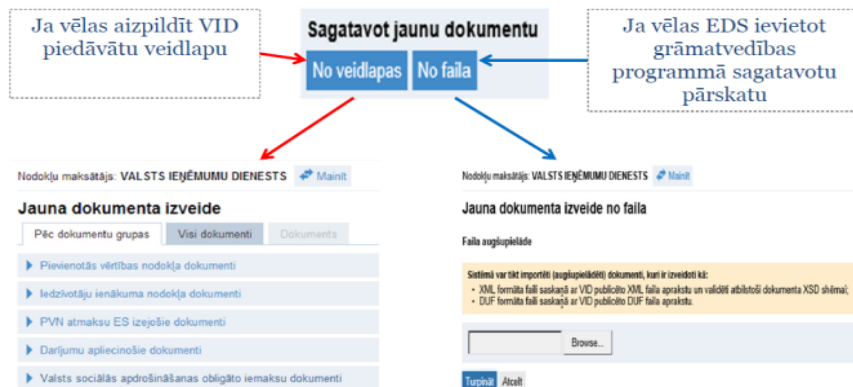 Ja vēlas aizpildīt VID
piedāvātu veidlapu
Sagatavot jaunu dokumentu
No veidlapas
No faila
Ja vēlas EDS ievietot
grāmatvedības
programmā sagatavotu
pārskatu
Nodokļu maksātājs: VALSTS IEŅĒMUMU DIENESTS Mainīt
Jauna dokumenta izveide
Pēc dokumentu grupas
Visi dokumenti
Dokuments
Pievienotās vērtības nodokļa dokumenti
Iedzīvotāju ienākuma nodokļa dokumenti
PVN atmaksu ES izejošie dokumenti
Darījumu apliecinošie dokumenti
Valsts sociālās apdrošināšanas obligāto iemaksu dokumenti
Nodokļu maksātājs: VALSTS IEŅĒMUMU DIENESTS Mainīt
Jauna dokumenta izveide no faila
Faila augšupielāde
Sistēmā var tikt importēti (augšupielādēti) dokumenti, kuri ir izveidoti kā:
• XML formāta faili saskaņā ar VID publicēto XML faila aprakstu un validēti atbilstoši dokumenta XSD shēmai;
• DUF formāta faili saskaņā ar VID publicēto DUF faila aprakstu.
Browse..
Turpināt Atcelt